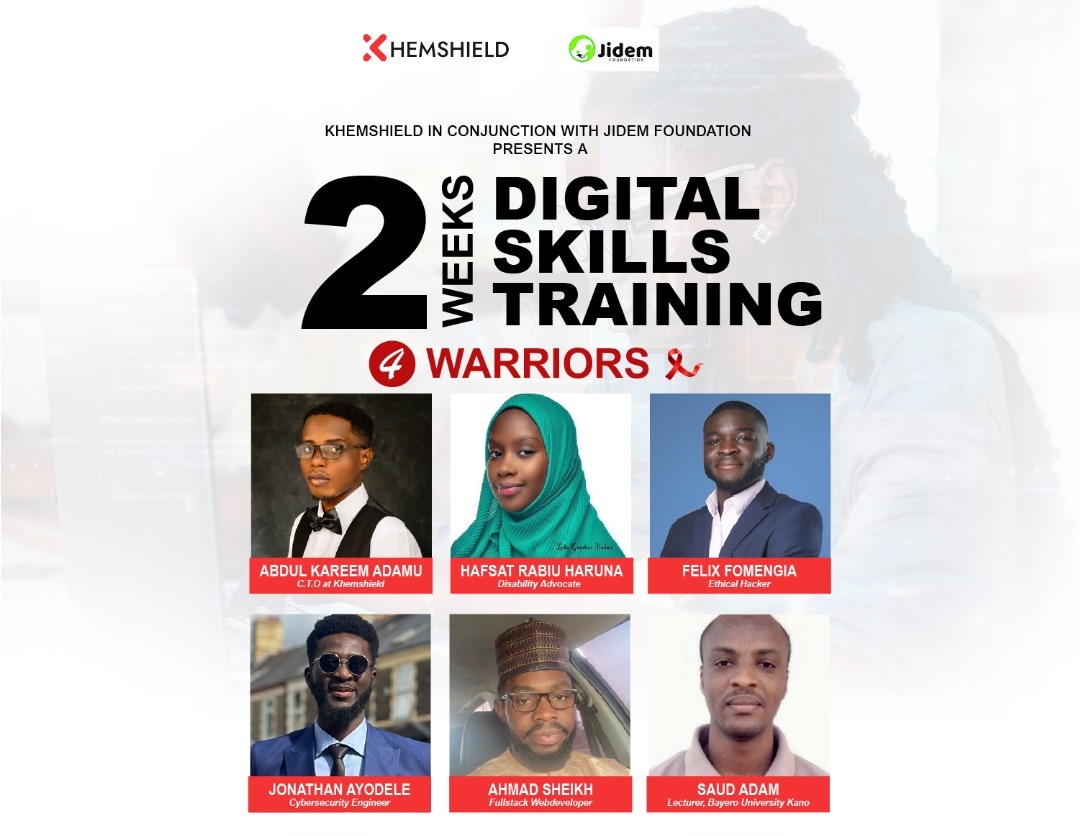 KHEMSHIELD
Jidem
FOUNDATION
KHEMSHIELD IN CONJUNCTION WITH JIDEM FOUNDATION
PRESENTS A
2 WEEKS
DIGITAL
SKILLS
TRAINING
4 WARRIORS
ABDUL KAREEM ADAMU
C.T.O at Khemshield
HAFSAT RABIU HARUNA
Disability Advocate
FELIX FOMENGIA
Ethical Hacker
JONATHAN AYODELE
Cybersecurity Engineer
AHMAD SHEIKH
Fullstack Webdeveloper
SAUD ADAM
Lecturer, Bayero University Kano